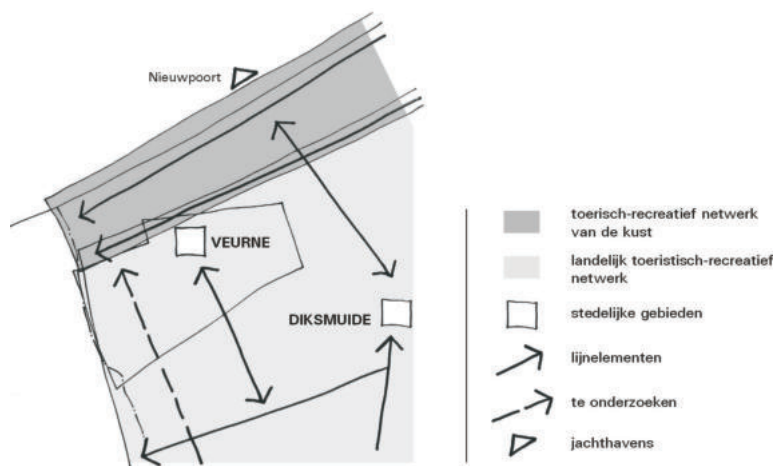 Nieuwpoort
VEURNE
DIKSMUIDE
toerisch-recreatief netwerk
van de kust
landelijk toeristisch-recreatief
netwerk
stedelijke gebieden
lijnelementen
te onderzoeken
jachthavens